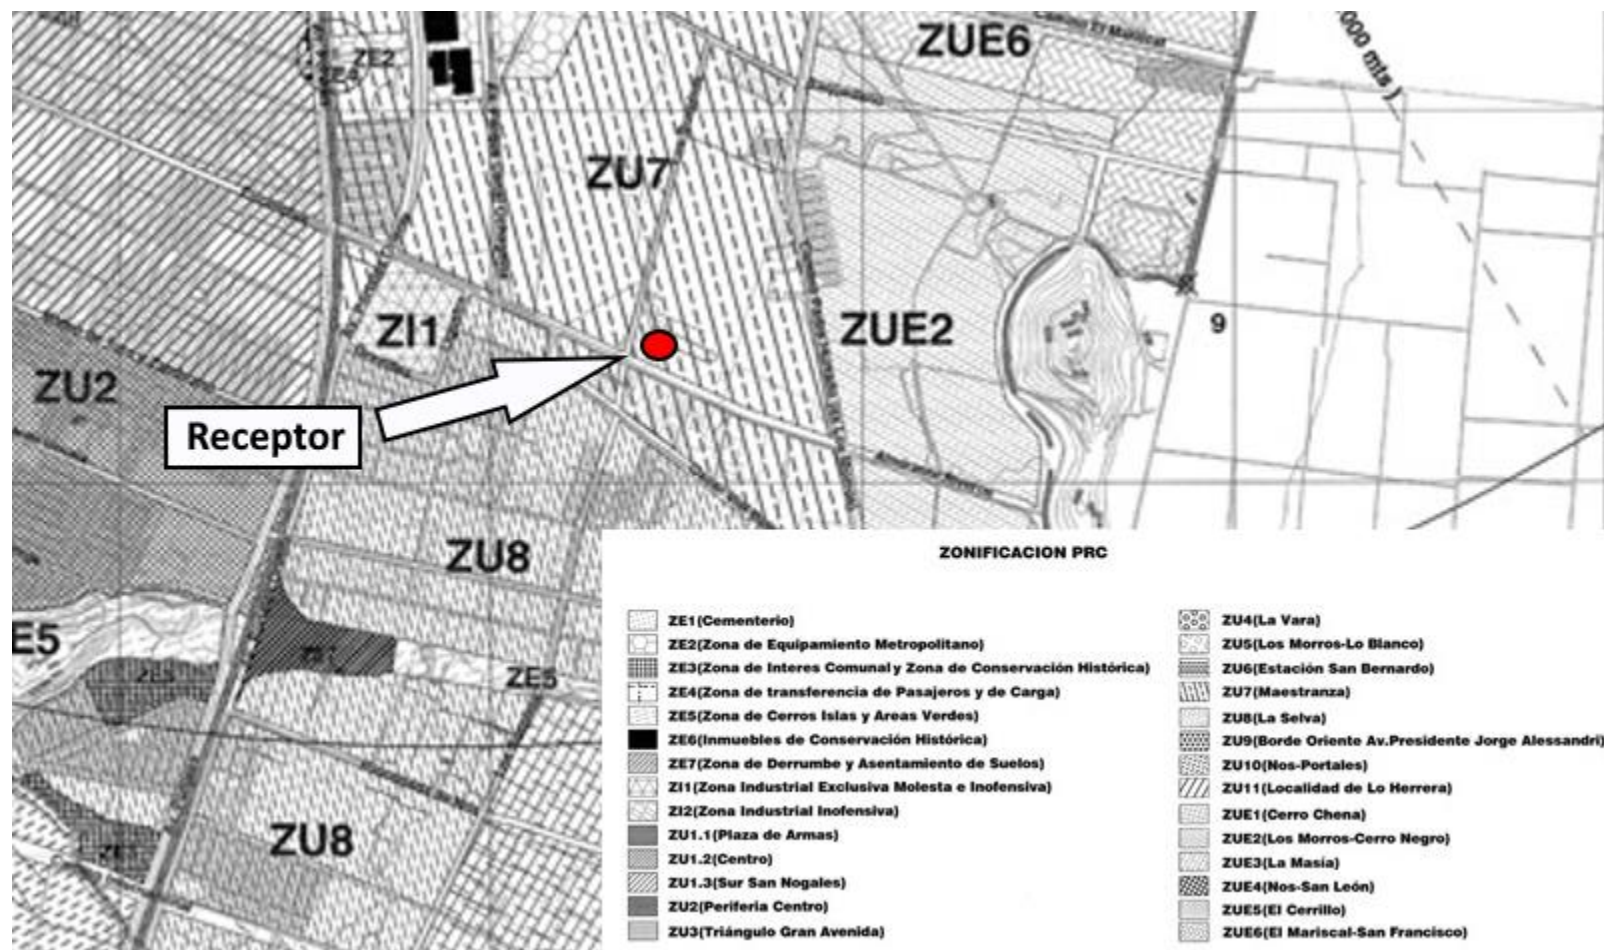 ZUE6
Camino El Mariscal
000 mts )
ZE2
ZU7
ZI1
ZUE2
9
ZU2
Receptor
ZU8
E5
ZE5
ZU8
ZONIFICACION PRC
ZE1(Cementerio)
ZE2(Zona de Equipamiento Metropolitano)
ZE3(Zona de Interes Comunal y Zona de Conservación Histórica)
ZE4(Zona de transferencia de Pasajeros y de Carga)
ZE5(Zona de Cerros Islas y Areas Verdes)
ZE6(Inmuebles de Conservación Histórica)
ZE7(Zona de Derrumbe y Asentamiento de Suelos)
ZI1(Zona Industrial Exclusiva Molesta e Inofensiva)
ZI2(Zona Industrial Inofensiva)
ZU1.1(Plaza de Armas)
ZU1.2(Centro)
ZU1.3(Sur San Nogales)
ZU2(Periferia Centro)
ZU3(Triángulo Gran Avenida)
ZU4(La Vara)
ZU5(Los Morros-Lo Blanco)
ZU6(Estación San Bernardo)
ZU7(Maestranza)
ZU8(La Selva)
ZU9(Borde Oriente Av.Presidente Jorge Alessandri)
ZU10(Nos-Portales)
ZU11(Localidad de Lo Herrera)
ZUE1(Cerro Chena)
ZUE2(Los Morros-Cerro Negro)
ZUE3(La Masía)
ZUE4(Nos-San León)
ZUE5(El Cerrillo)
ZUE6(El Mariscal-San Francisco)